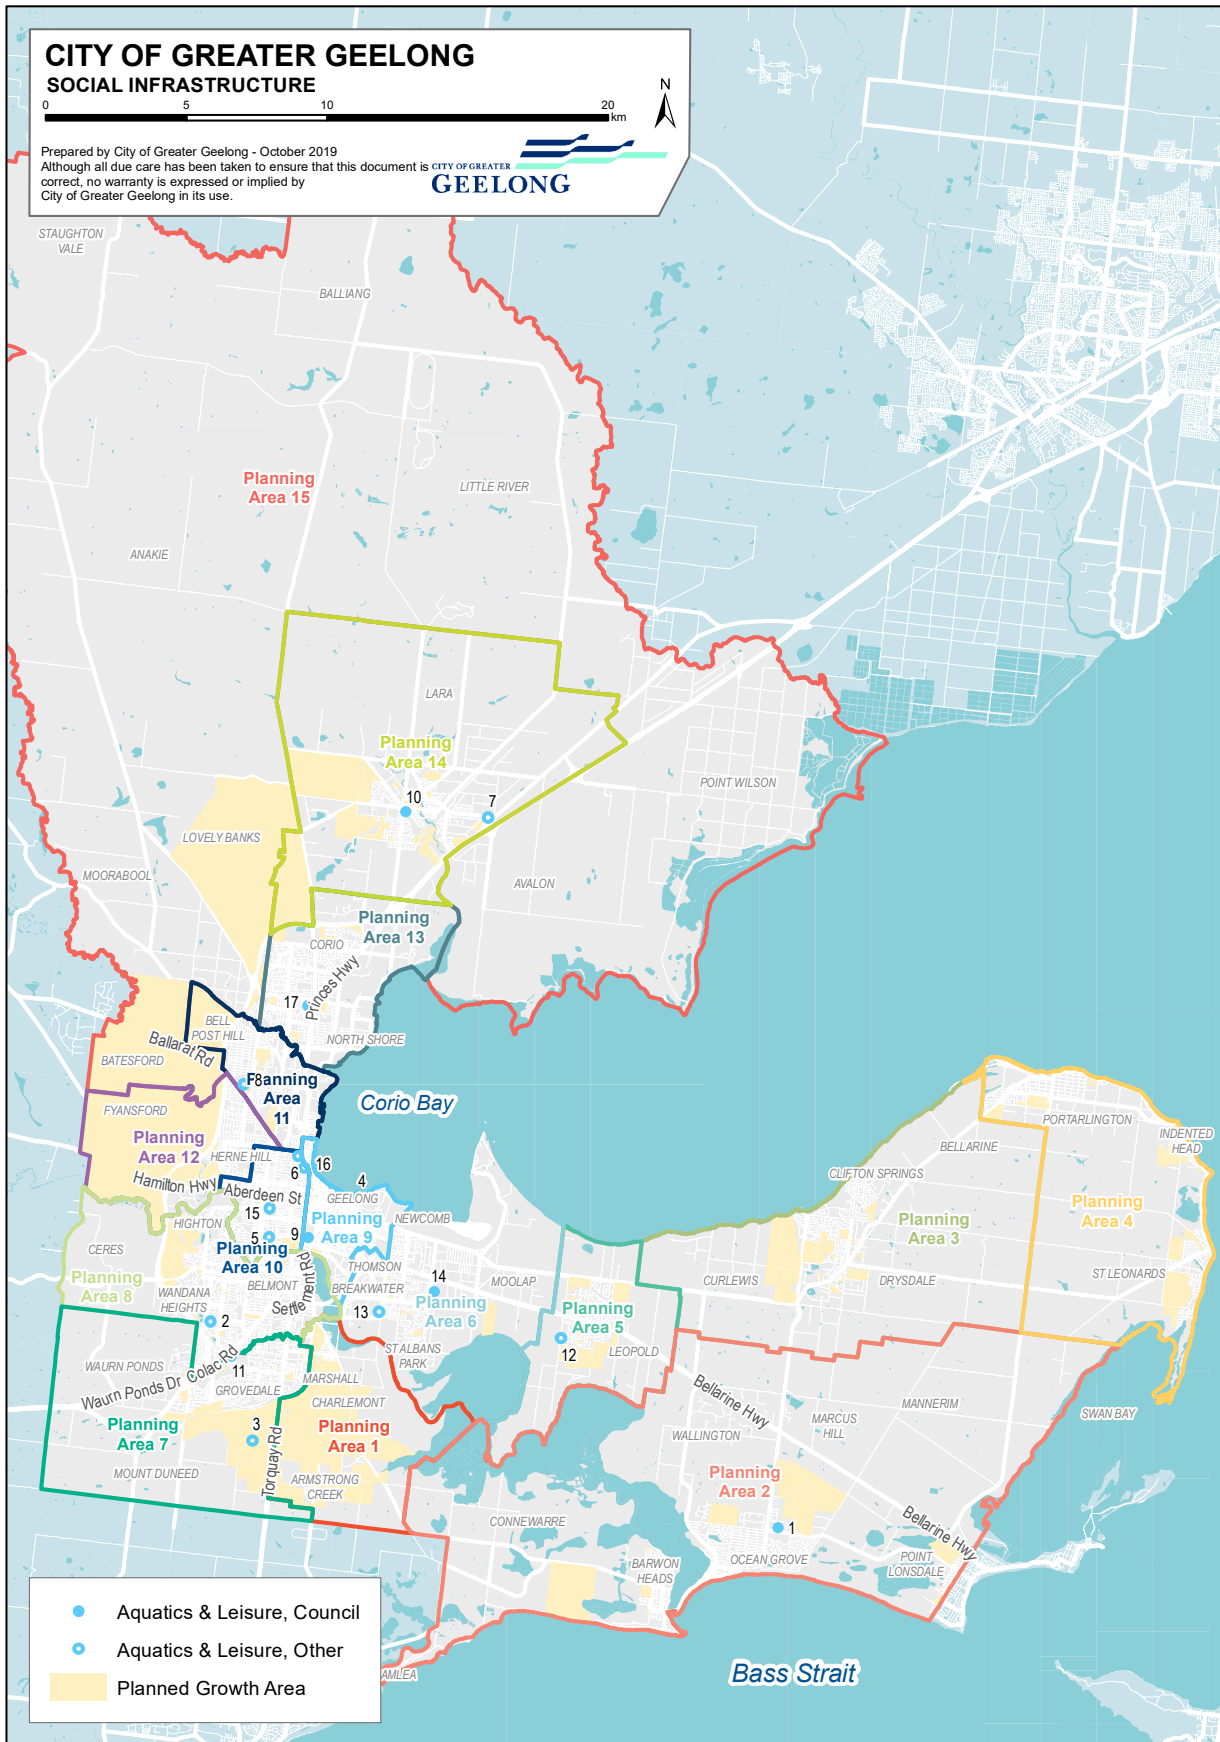 CITY OF GREATER GEELONG
SOCIAL INFRASTRUCTURE
0 5 10 20
km
N
Prepared by City of Greater Geelong - October 2019
Although all due care has been taken to ensure that this document is
correct, no warranty is expressed or implied by
City of Greater Geelong in its use.
CITY OF GREATER
GEELONG
STAUGHTON
VALE
BALLIANG
Planning
Area 15
LITTLE RIVER
ANAKIE
LARA
Planning
Area 14
POINT WILSON
10
7
LOVELY BANKS
MOORABOOL
AVALON
Planning
Area 13
CORIO
Princes Hwy
17
BELL
POST HILL
NORTH SHORE
Ballarat Rd
BATESFORD
8
Planning
Area
11
Corio Bay
FYANSFORD
PORTARLINGTON
INDENTED
HEAD
Planning
Area 12
HERNE HILL
BELLARINE
16
6
CLIFTON SPRINGS
Hamilton Hwy
Aberdeen St
4
GEELONG
Planning
Area 4
15
HIGHTON
Planning
Area 9
NEWCOMB
Planning
Area 3
9
5
CERES
Planning
Area 10
THOMSON
ST LEONARDS
Planning
Area 8
WANDANA
HEIGHTS
BELMONT
Settlement Rd
BREAKWATER
14
MOOLAP
CURLEWIS
DRYSDALE
Planning
Area 6
13
Planning
Area 5
2
12
LEOPOLD
ST ALBANS
PARK
WAURN PONDS
Waurn Ponds Dr
Colac Rd
11
GROVEDALE
MARSHALL
CHARLEMONT
Bellarine Hwy
MANNERIM
SWAN BAY
Planning
Area 7
3
Torquay Rd
Planning
Area 1
MARCUS
HILL
WALLINGTON
MOUNT DUNEED
ARMSTRONG
CREEK
Planning
Area 2
CONNEWARRE
1
Bellarine Hwy
OCEAN GROVE
BARWON
HEADS
POINT
LONSDALE
Aquatics & Leisure, Council
Aquatics & Leisure, Other
Planned Growth Area
AMLEA
Bass Strait